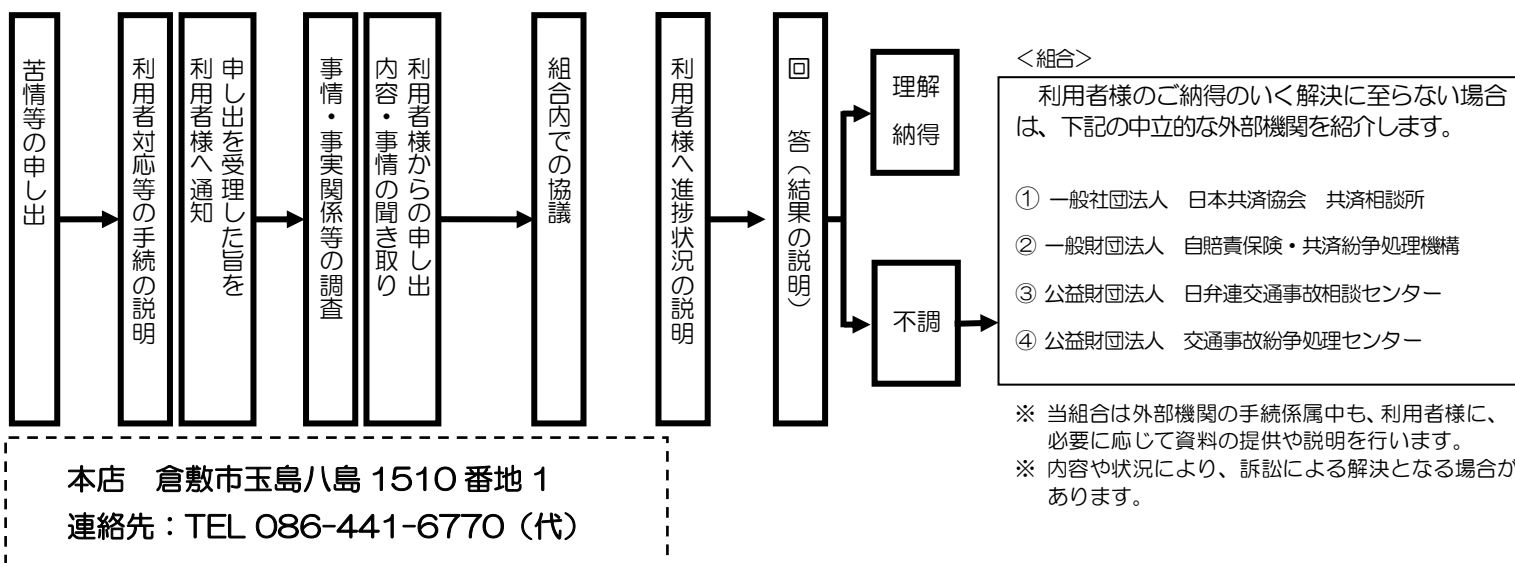 苦情等の申し出
利用者対応等の手続の説明
申し出を受理した旨を
利用者様へ通知
事情・事実関係等の調査
利用者様からの申し出
内容・事情の聞き取り
組合内での協議
利用者様へ進捗状況の説明
回　答（結果の説明）
理解
納得
不調
＜組合＞
利用者様のご納得のいく解決に至らない場合
は、下記の中立的な外部機関を紹介します。
① 一般社団法人　日本共済協会　共済相談所
② 一般財団法人　自賠責保険・共済紛争処理機構
③ 公益財団法人　日弁連交通事故相談センター
④ 公益財団法人　交通事故紛争処理センター
※ 当組合は外部機関の手続係属中も、利用者様に、
必要に応じて資料の提供や説明を行います。
※ 内容や状況により、訴訟による解決となる場合が
あります。
本店　倉敷市玉島八島 1510 番地 1
連絡先：TEL 086-441-6770（代）